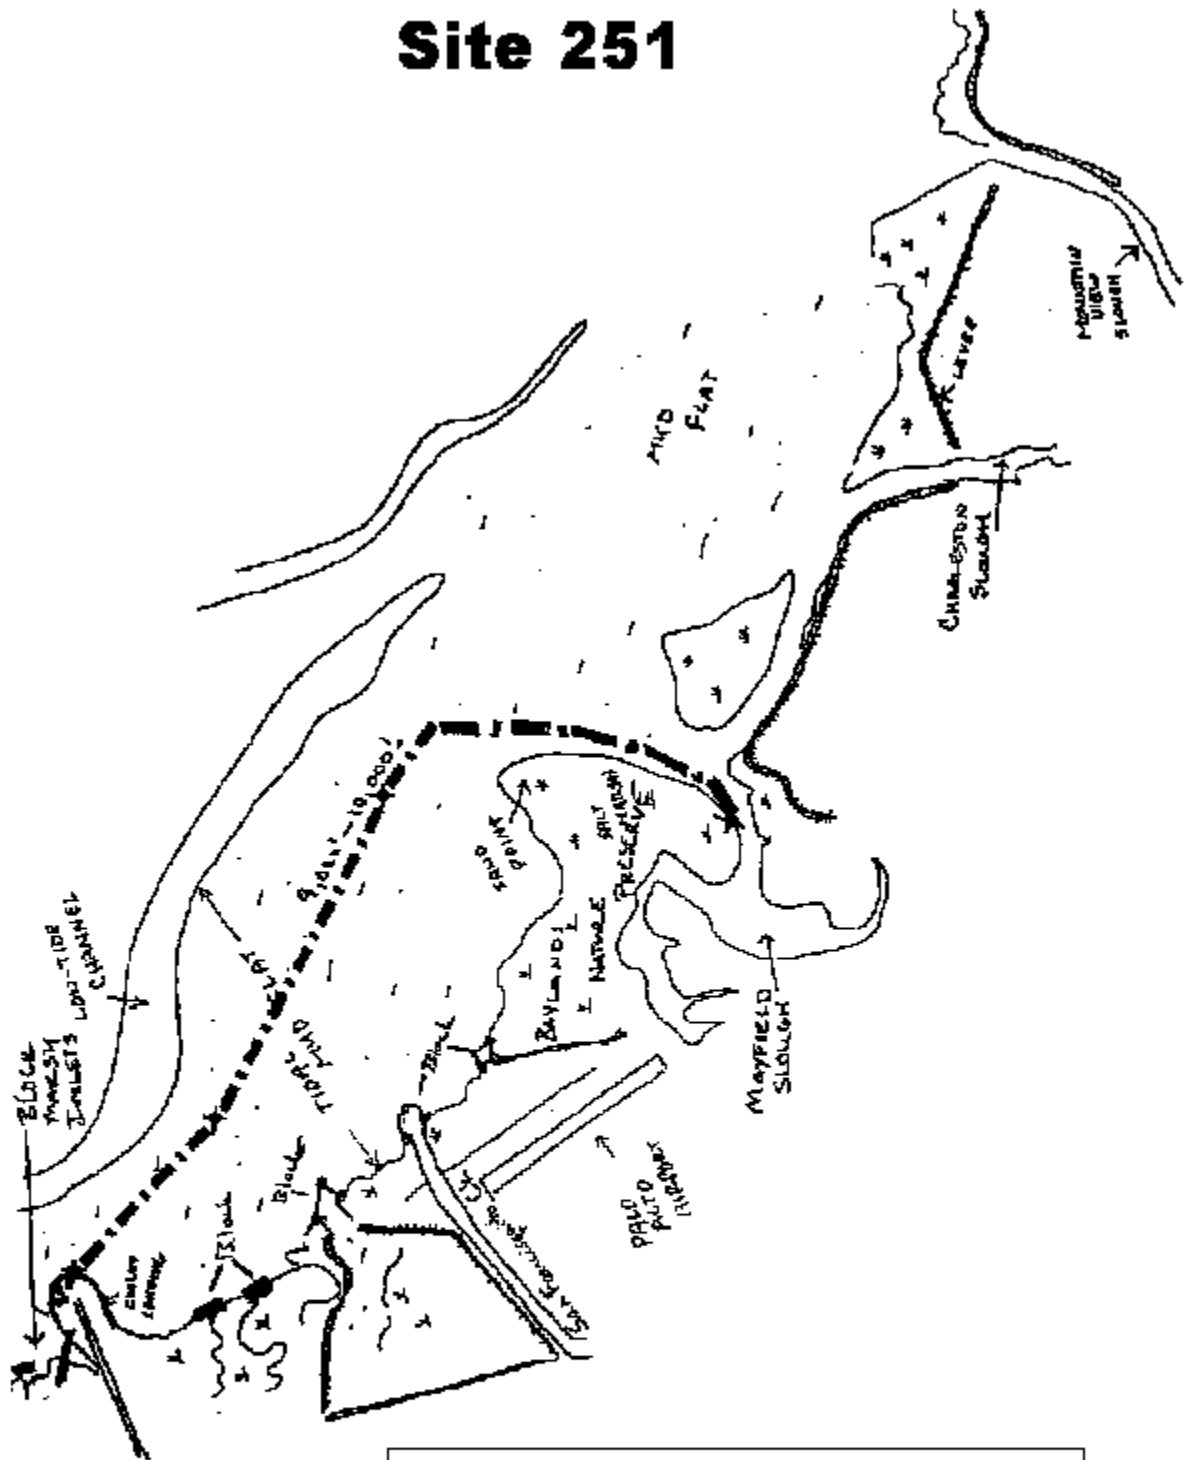 Site 251
MOUNTAIN
VIEW
SLOUGH
LEVEE
MUD
FLAT
CHARLESTON
SLOUGH
SAND
POINT
SALT
MARSH
BAYLANDS
NATURE
PRESERVE
LOW-TIDE
CHANNEL
BLOCK
MARSH
INLETS
TIDAL MUD FLAT
Block
Block
Block
MAYFIELD
SLOUGH
PALO
ALTO
AIRPORT